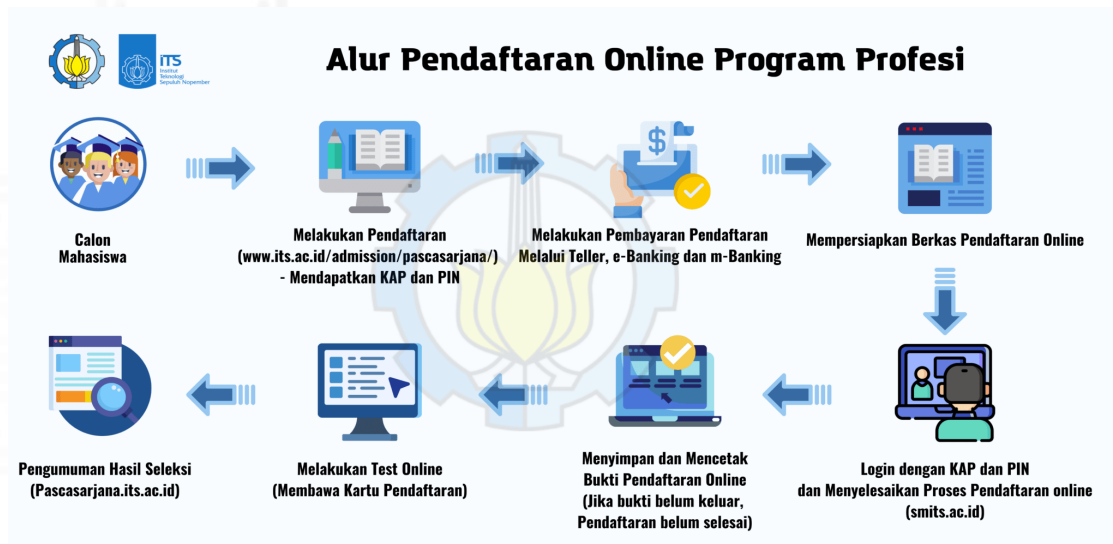 iTS
Institut
Teknologi
Sepuluh Nopember
Alur Pendaftaran Online Program Profesi
Calon
Mahasiswa
Melakukan Pendaftaran
(www.its.ac.id/admission/pascasarjana/)
- Mendapatkan KAP dan PIN
Melakukan Pembayaran Pendaftaran
Melalui Teller, e-Banking dan m-Banking
Mempersiapkan Berkas Pendaftaran Online
Login dengan KAP dan PIN
dan Menyelesaikan Proses Pendaftaran online
(smits.ac.id)
Menyimpan dan Mencetak
Bukti Pendaftaran Online
(Jika bukti belum keluar,
Pendaftaran belum selesai)
Melakukan Test Online
(Membawa Kartu Pendaftaran)
Pengumuman Hasil Seleksi
(Pascasarjana.its.ac.id)